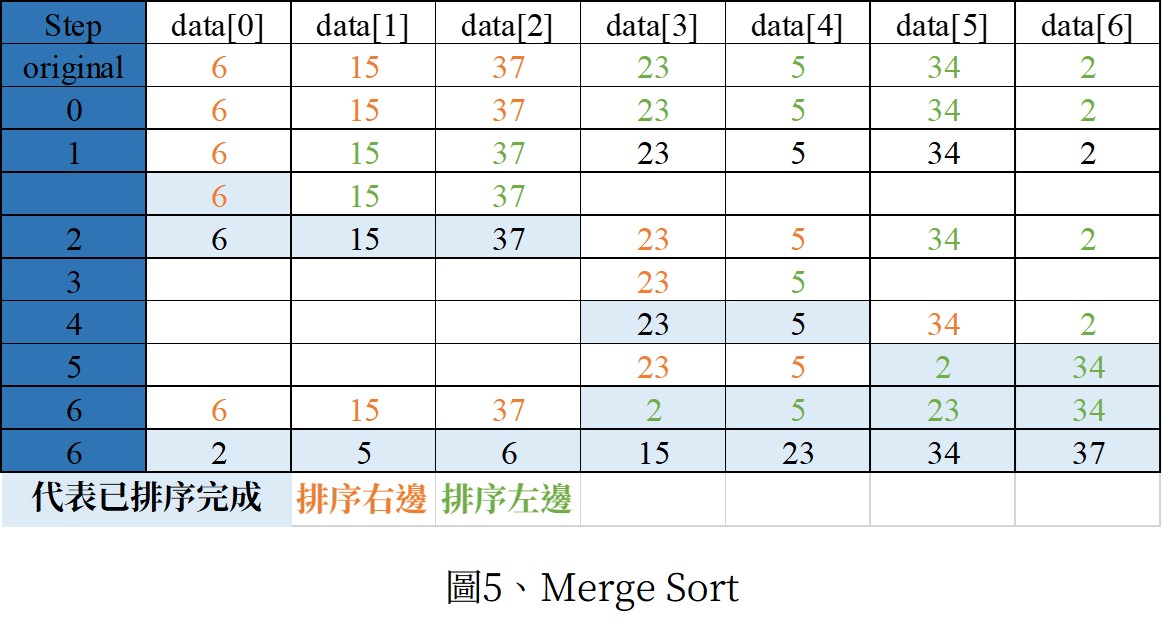 Step data[0] data[1] data[2] data[3] data[4] data[5] data[6]
original 6 15 37 23 5 34 2
0 6 15 37 23 5 34 2
1 6 15 37 23 5 34 2
6 15 37
2 6 15 37 23 5 34 2
3 23 5
4 23 5 34 2
5 23 5 2 34
6 6 15 37 2 5 23 34
6 2 5 6 15 23 34 37
代表已排序完成 排序右邊 排序左邊
圖5、Merge Sort